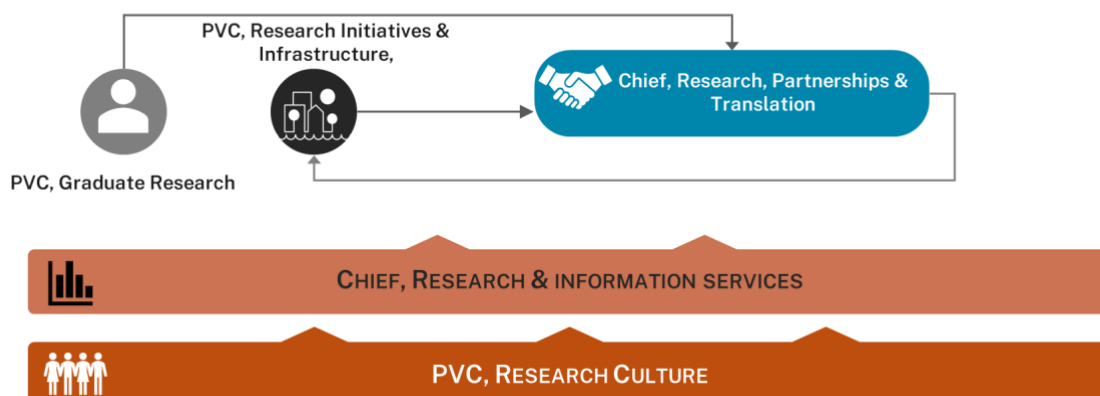 PVC, Research Initiatives &
Infrastructure,
Chief, Research, Partnerships &
Translation
PVC, Graduate Research
CHIEF, RESEARCH & INFORMATION SERVICES
PVC, RESEARCH CULTURE